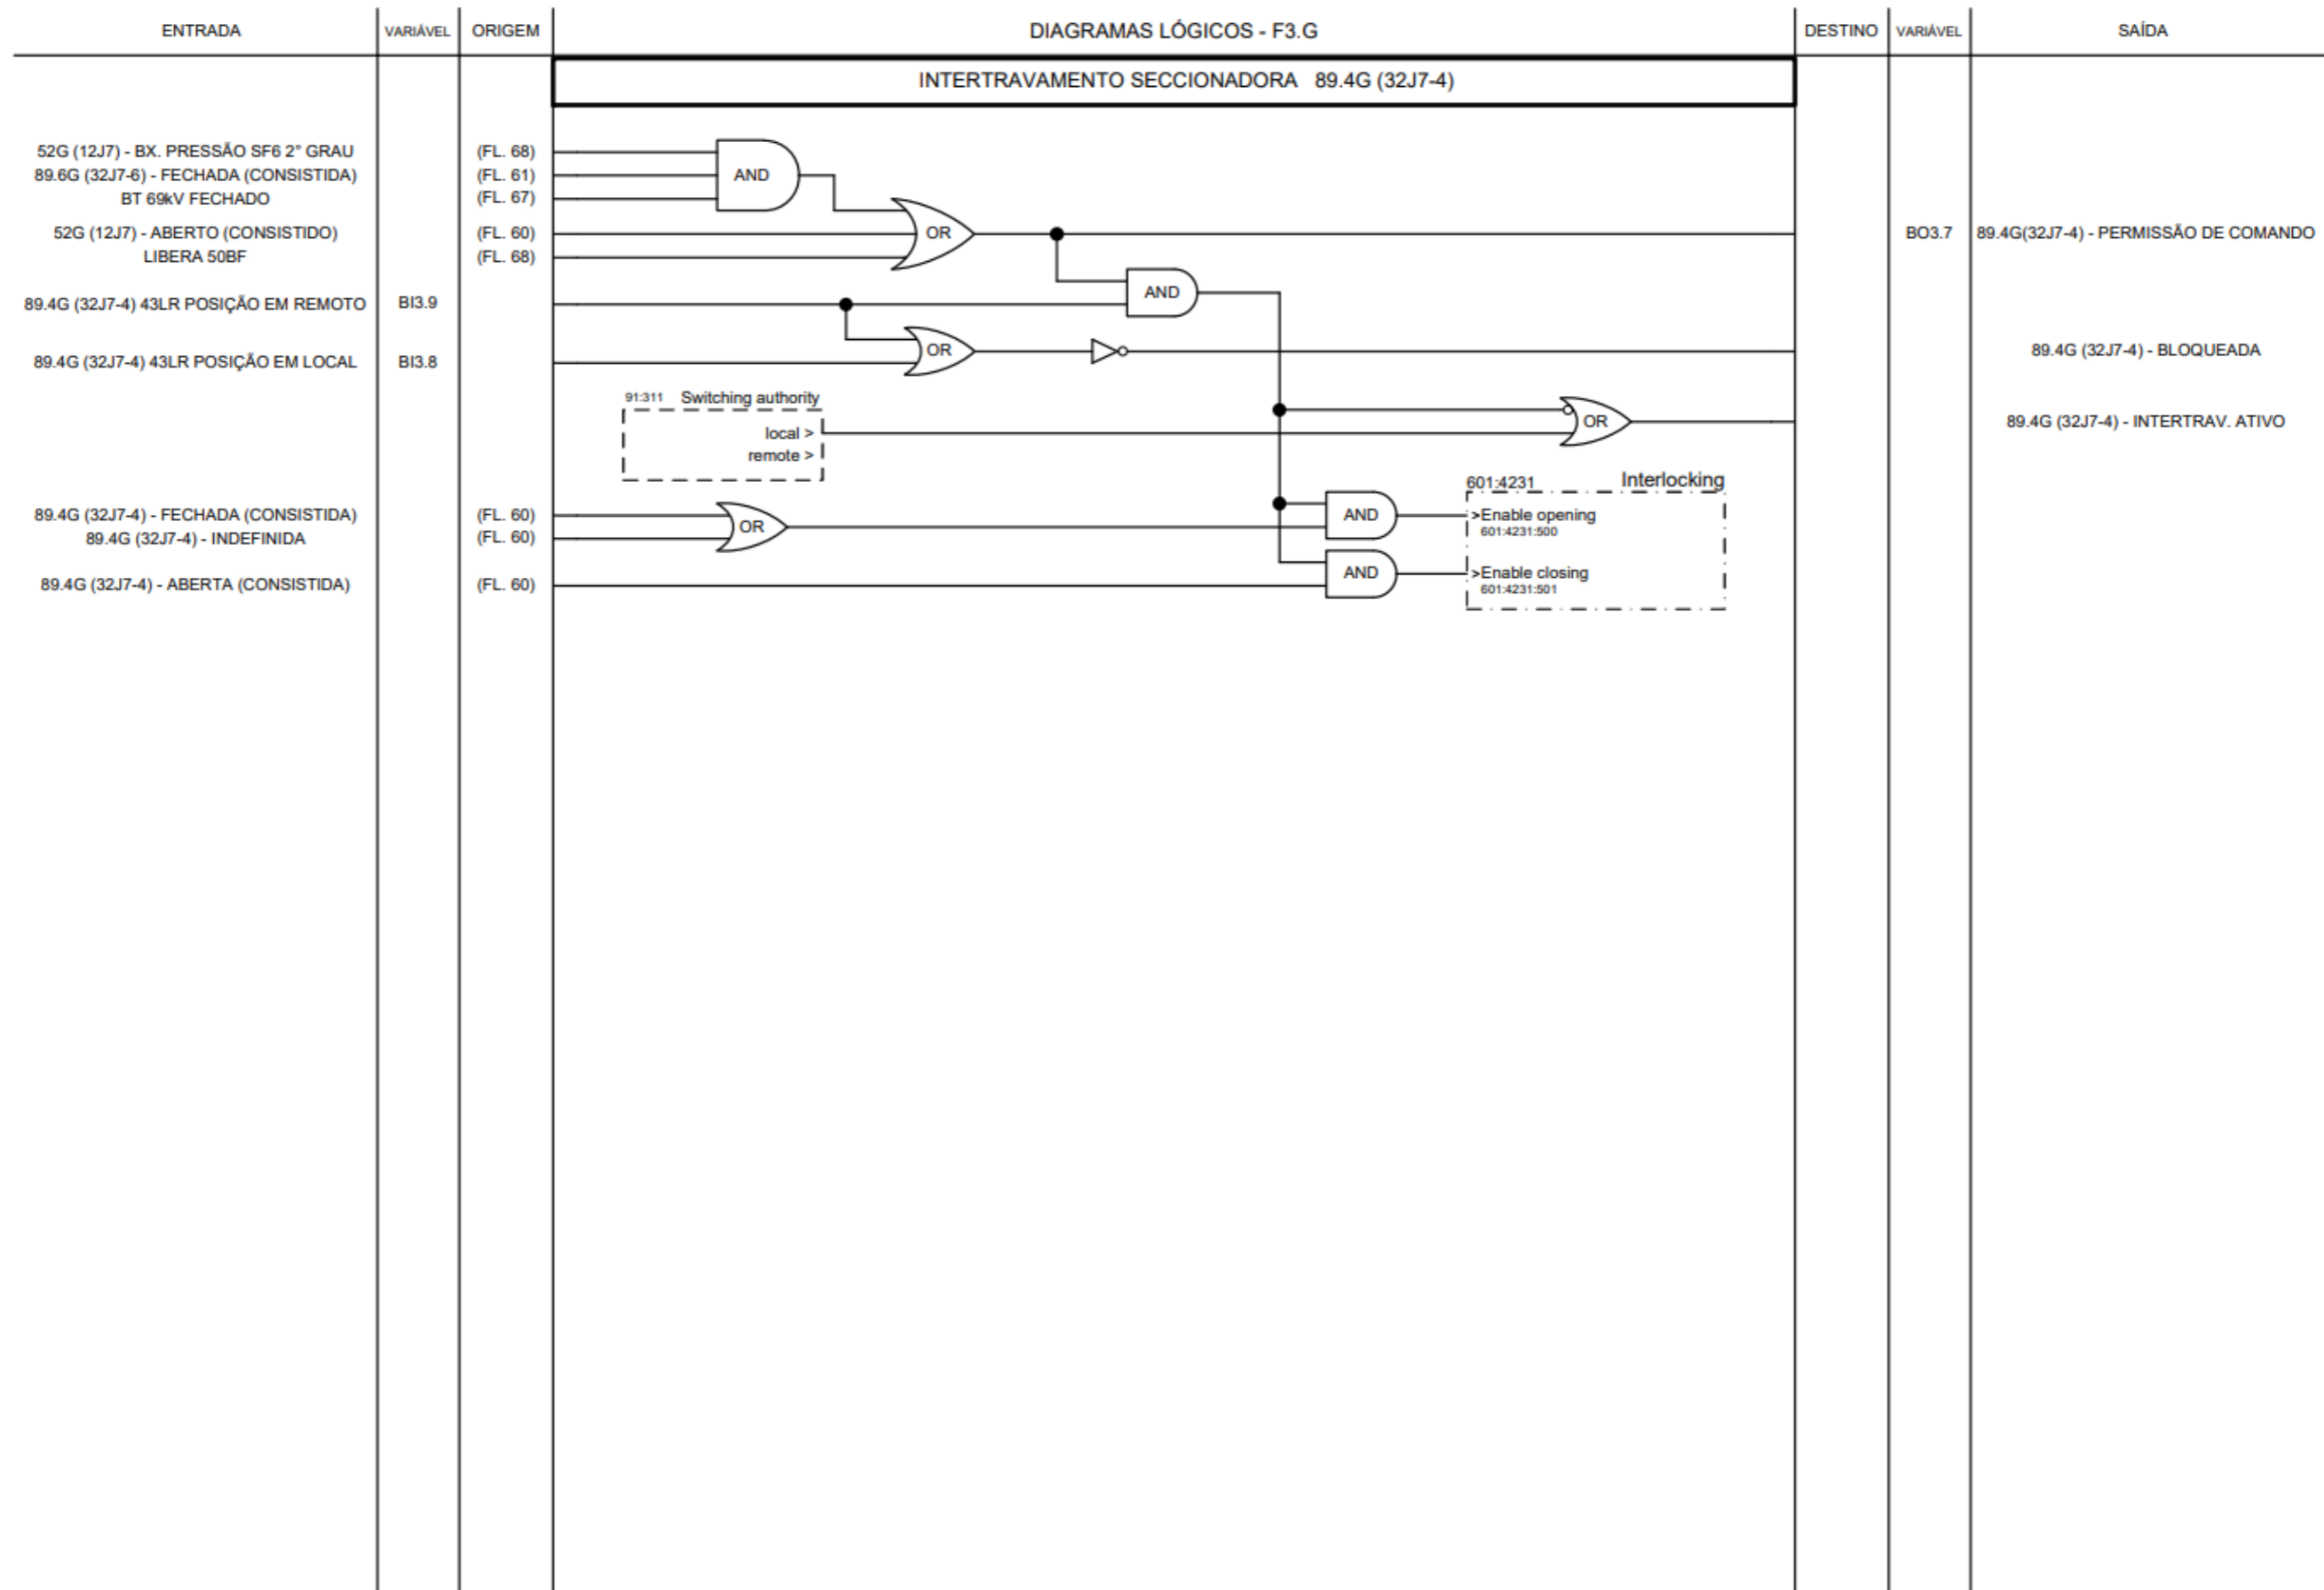 ENTRADA VARIÁVEL ORIGEM DIAGRAMAS LÓGICOS - F3.G DESTINO VARIÁVEL SAÍDA
INTERTRAVAMENTO SECCIONADORA 89.4G (32J7-4)
52G (12J7) - BX. PRESSÃO SF6 2° GRAU (FL. 68)
89.6G (32J7-6) - FECHADA (CONSISTIDA) (FL. 61) AND
BT 69kV FECHADO (FL. 67)
52G (12J7) - ABERTO (CONSISTIDO) (FL. 60) OR BO3.7 89.4G(32J7-4) - PERMISSÃO DE COMANDO
LIBERA 50BF (FL. 68)
AND
89.4G (32J7-4) 43LR POSIÇÃO EM REMOTO BI3.9
OR 89.4G (32J7-4) - BLOQUEADA
89.4G (32J7-4) 43LR POSIÇÃO EM LOCAL BI3.8
91:311 Switching authority
OR 89.4G (32J7-4) - INTERTRAV. ATIVO
local >
remote >
601:4231 Interlocking
89.4G (32J7-4) - FECHADA (CONSISTIDA) (FL. 60) AND >Enable opening
OR 601:4231:500
89.4G (32J7-4) - INDEFINIDA (FL. 60)
AND >Enable closing
89.4G (32J7-4) - ABERTA (CONSISTIDA) (FL. 60) 601:4231:501